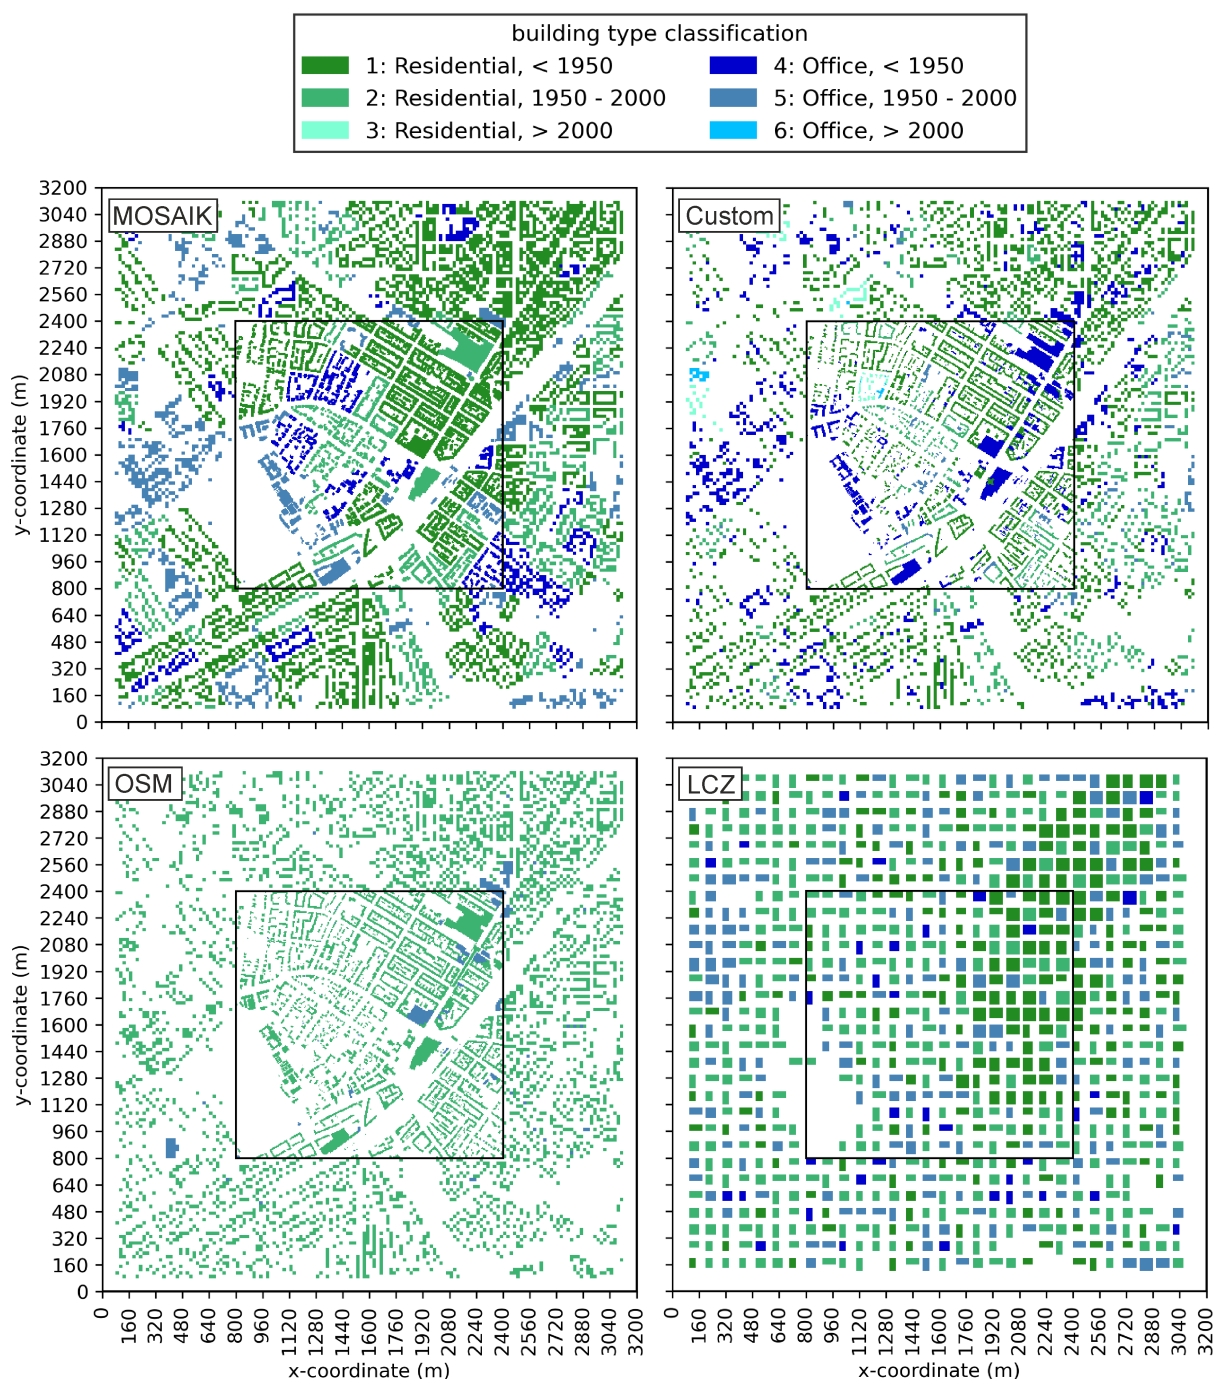 building type classification
1: Residential, < 1950
4: Office, < 1950
2: Residential, 1950 - 2000
5: Office, 1950 - 2000
3: Residential, > 2000
6: Office, > 2000
MOSAIK
Custom
3200
3040
2880
2720
2560
2400
2240
2080
1920
1760
1600
1440
1280
1120
960
800
640
480
320
160
0
y-coordinate (m)
OSM
LCZ
3200
3040
2880
2720
2560
2400
2240
2080
1920
1760
1600
1440
1280
1120
960
800
640
480
320
160
0
y-coordinate (m)
0 160 320 480 640 800 960 1120 1280 1440 1600 1760 1920 2080 2240 2400 2560 2720 2880 3040 3200
0 160 320 480 640 800 960 1120 1280 1440 1600 1760 1920 2080 2240 2400 2560 2720 2880 3040 3200
x-coordinate (m)
x-coordinate (m)